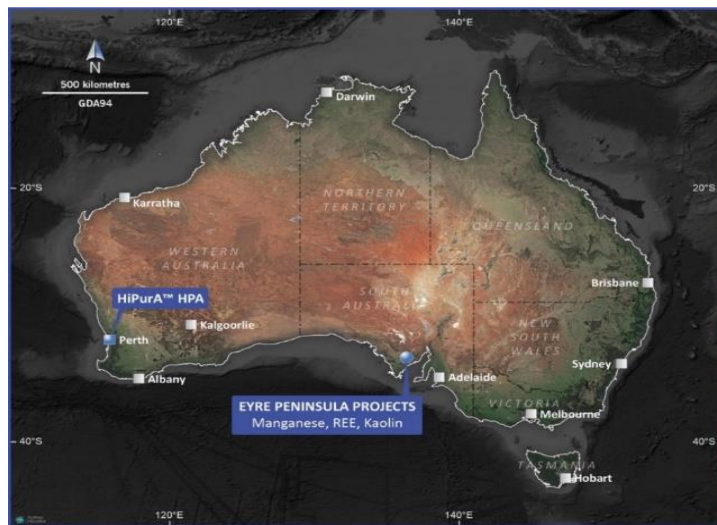 120°E
140°E
N
500 kilometres
GDA94
Darwin
20°S
20°S
Karratha
NORTHERN
TERRITORY
QUEENSLAND
WESTERN
AUSTRALIA
SOUTH
AUSTRALI
Brisbane
HiPurA™ HPA
Kalgoorlie
Perth
NEW
SOUTH
WALES
Sydney
Albany
Adelaide
EYRE PENINSULA PROJECTS
Manganese, REE, Kaolin
VICTORIA
Melbourne
40°S
40°S
TASMANIA
Hobart
120°E
140°E